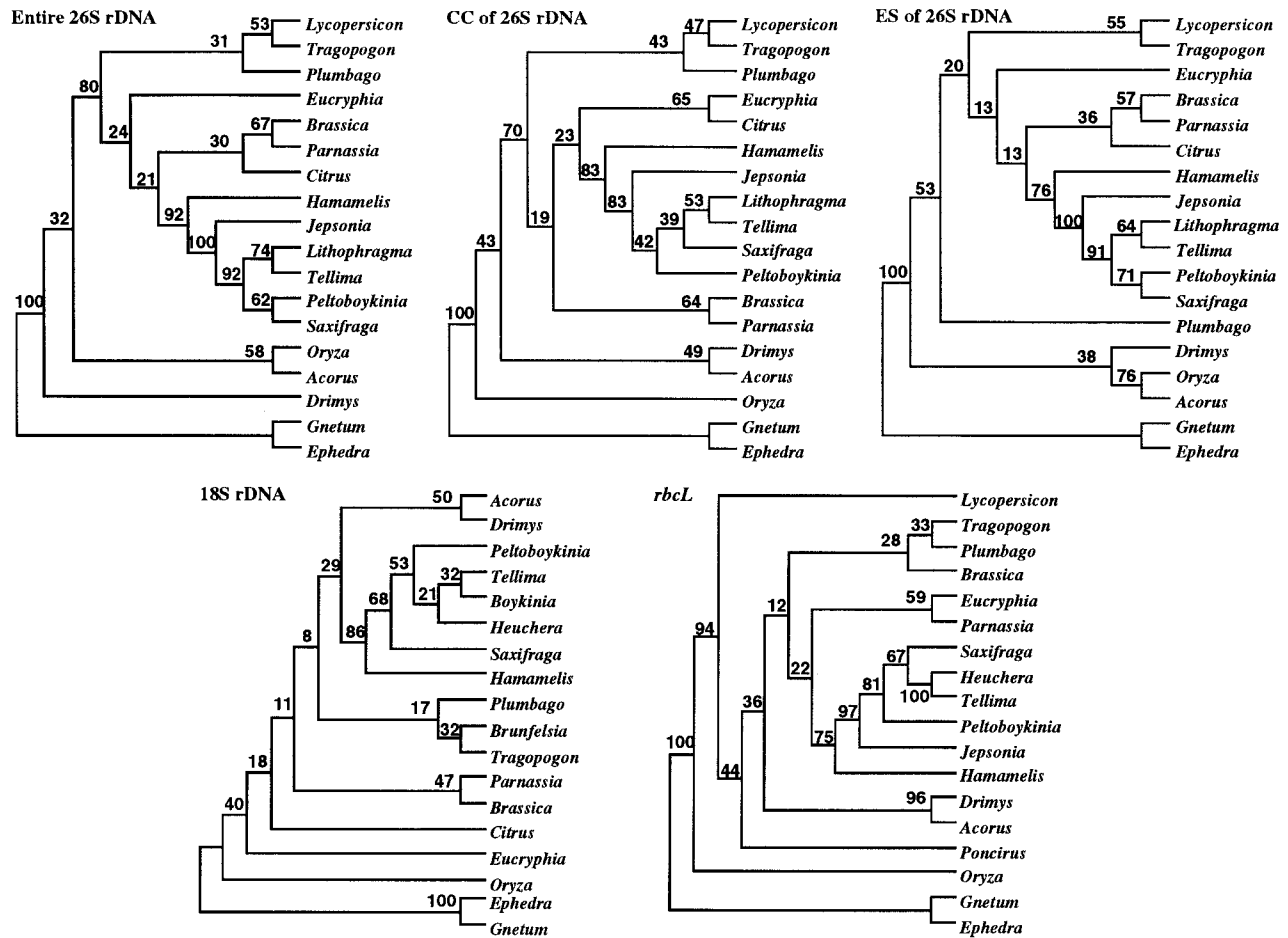 Entire 26S rDNA
53
Lycopersicon
31
Tragopogon
Plumbago
80
Eucryphia
24
67
Brassica
30
Parnassia
21
Citrus
92
Hamamelis
100
Jepsonia
74
Lithophragma
92
Tellima
62
Peltoboykinia
Saxifraga
32
100
58
Oryza
Acorus
Drimys
Gnetum
Ephedra
CC of 26S rDNA
47
Lycopersicon
43
Tragopogon
Plumbago
70
65
Eucryphia
Citrus
23
Hamamelis
83
Jepsonia
83
53
Lithophragma
39
Tellima
42
Saxifraga
Peltoboykinia
19
64
Brassica
Parnassia
43
49
Drimys
Acorus
100
Oryza
Gnetum
Ephedra
ES of 26S rDNA
55
Lycopersicon
Tragopogon
20
Eucryphia
13
57
Brassica
36
Parnassia
13
Citrus
76
Hamamelis
100
Jepsonia
64
Lithophragma
91
Tellima
71
Peltoboykinia
Saxifraga
53
Plumbago
100
38
Drimys
76
Oryza
Acorus
Gnetum
Ephedra
18S rDNA
50
Acorus
Drimys
29
53
Peltoboykinia
32
Tellima
68
21
Boykinia
86
Heuchera
Saxifraga
Hamamelis
8
17
Plumbago
32
Brunfelsia
Tragopogon
11
47
Parnassia
Brassica
18
Citrus
40
Eucryphia
Oryza
100
Ephedra
Gnetum
rbcL
Lycopersicon
33
Tragopogon
28
Plumbago
Brassica
12
59
Eucryphia
Parnassia
94
22
67
Saxifraga
81
Heuchera
100
Tellima
97
Peltoboykinia
75
Jepsonia
Hamamelis
36
96
Drimys
Acorus
44
Poncirus
100
Oryza
Gnetum
Ephedra